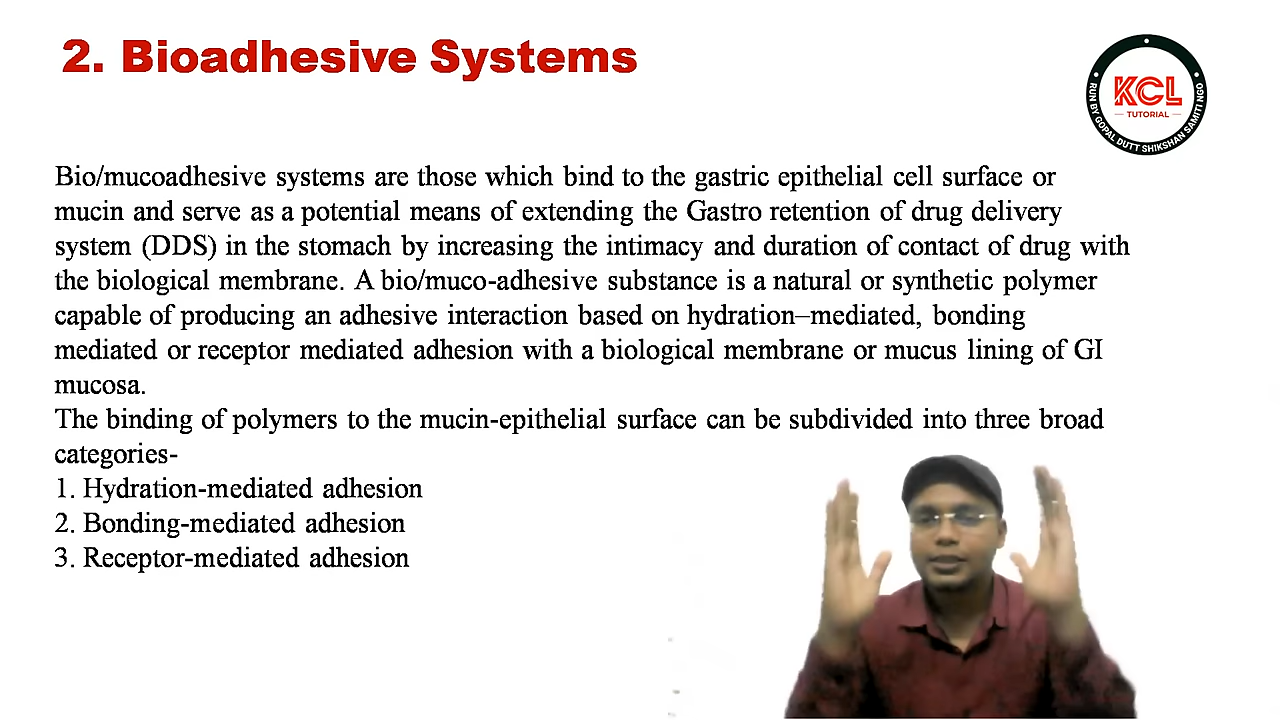 2. Bioadhesive Systems
KCL
TUTORIAL
RUN BY GOPAL DUTT SHIKSHAN SAMITI NGO
Bio/mucoadhesive systems are those which bind to the gastric epithelial cell surface or
mucin and serve as a potential means of extending the Gastro retention of drug delivery
system (DDS) in the stomach by increasing the intimacy and duration of contact of drug with
the biological membrane. A bio/muco-adhesive substance is a natural or synthetic polymer
capable of producing an adhesive interaction based on hydration–mediated, bonding
mediated or receptor mediated adhesion with a biological membrane or mucus lining of GI
mucosa.
The binding of polymers to the mucin-epithelial surface can be subdivided into three broad
categories-
1. Hydration-mediated adhesion
2. Bonding-mediated adhesion
3. Receptor-mediated adhesion